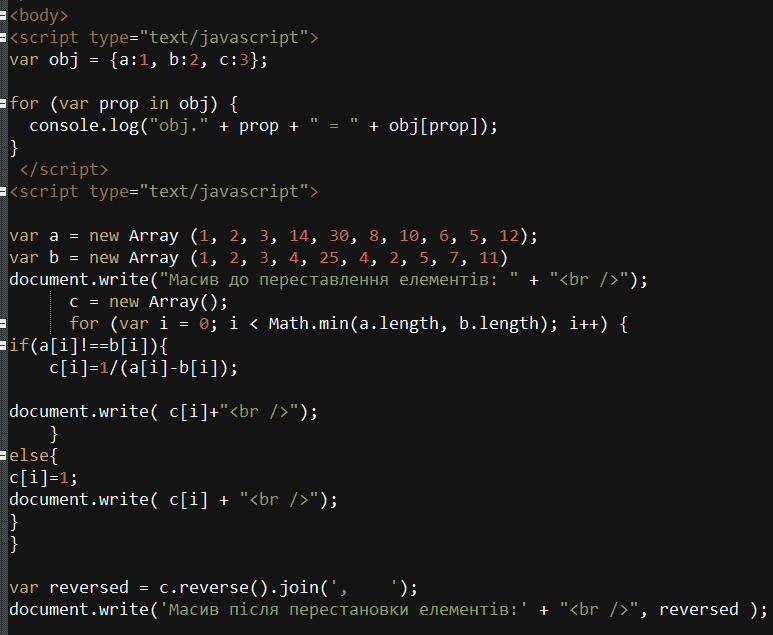 <body>
<script type="text/javascript">
var obj = {a:1, b:2, c:3};
for (var prop in obj) {
  console.log("obj." + prop + " = " + obj[prop]);
}
 </script>
<script type="text/javascript">
var a = new Array (1, 2, 3, 14, 30, 8, 10, 6, 5, 12);
var b = new Array (1, 2, 3, 4, 25, 4, 2, 5, 7, 11)
document.write("Масив до переставлення елементів: " + "<br />");
      c = new Array();
      for (var i = 0; i < Math.min(a.length, b.length); i++) {
if(a[i]!==b[i]){
    c[i]=1/(a[i]-b[i]);
document.write( c[i]+"<br />");
    }
else{
c[i]=1;
document.write( c[i] + "<br />");
}
}
var reversed = c.reverse().join(',    ');
document.write('Масив після перестановки елементів:' + "<br />", reversed );